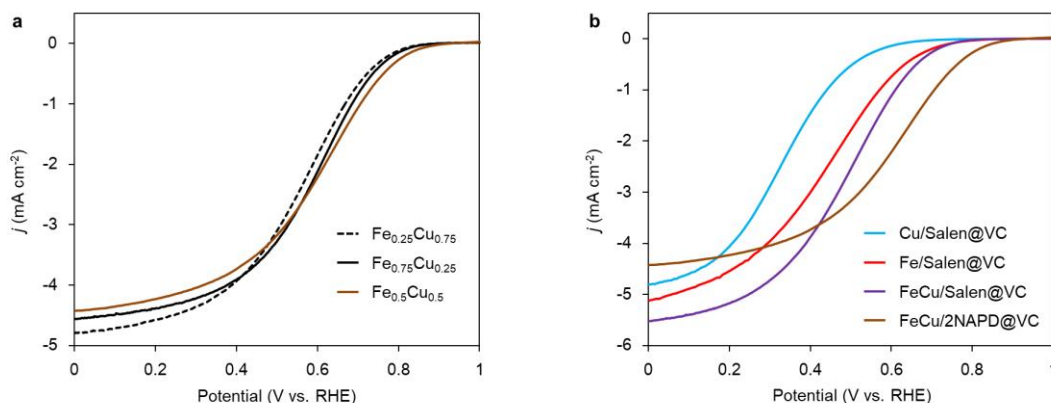 a
j (mA cm⁻²)
0
-1
-2
-3
-4
-5
0
0.2
0.4
0.6
0.8
1
Potential (V vs. RHE)
Fe₀.₂₅Cu₀.₇₅
Fe₀.₇₅Cu₀.₂₅
Fe₀.₅Cu₀.₅
b
j (mA cm⁻²)
0
-1
-2
-3
-4
-5
-6
0
0.2
0.4
0.6
0.8
1
Potential (V vs. RHE)
Cu/Salen@VC
Fe/Salen@VC
FeCu/Salen@VC
FeCu/2NAPD@VC